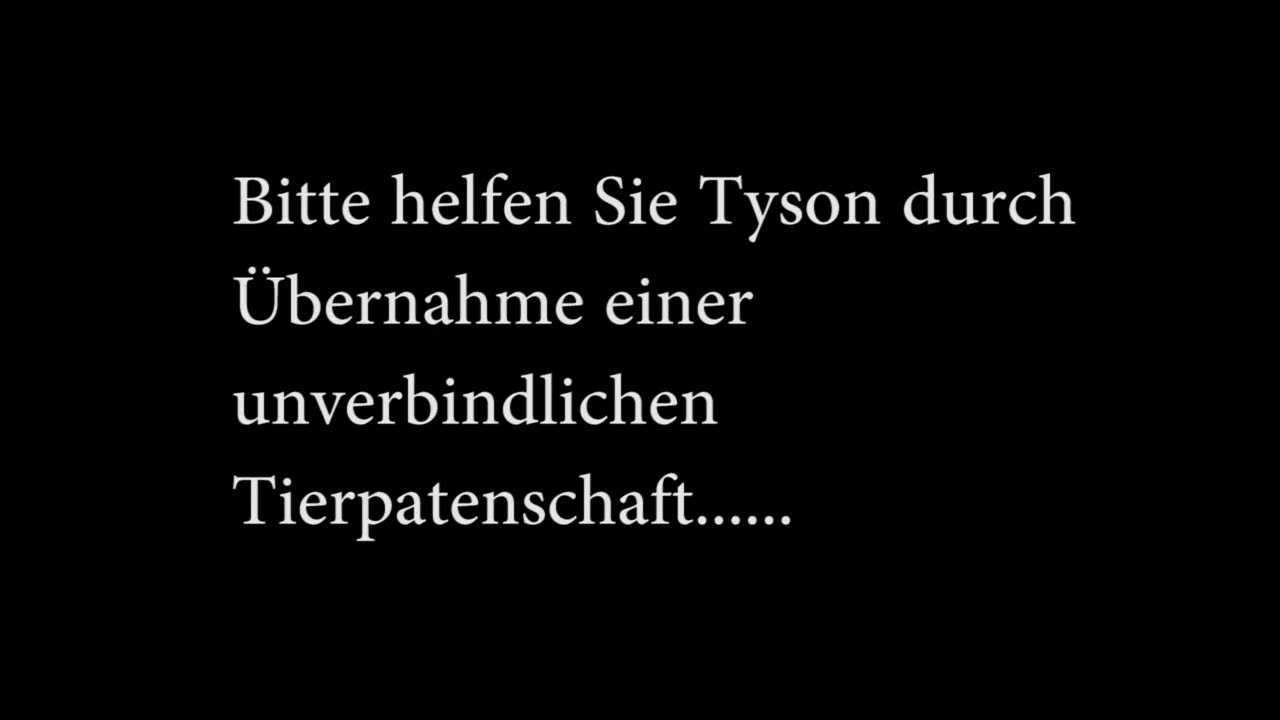 Bitte helfen Sie Tyson durch
Übernahme einer
unverbindlichen
Tierpatenschaft......